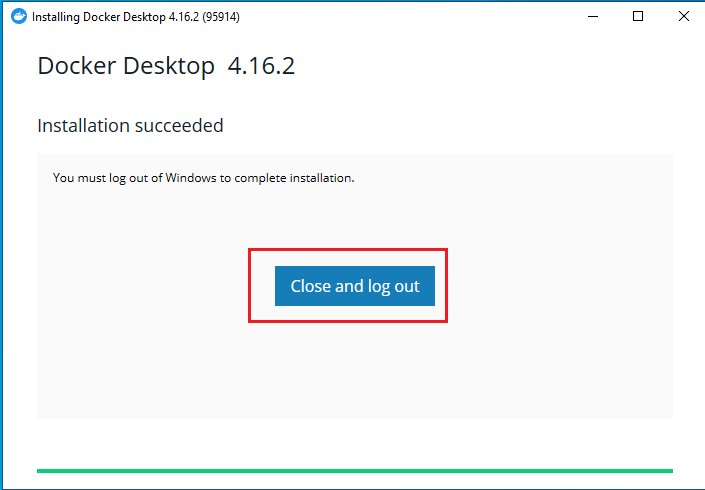 Installing Docker Desktop 4.16.2 (95914)
Docker Desktop 4.16.2
Installation succeeded
You must log out of Windows to complete installation.
Close and log out